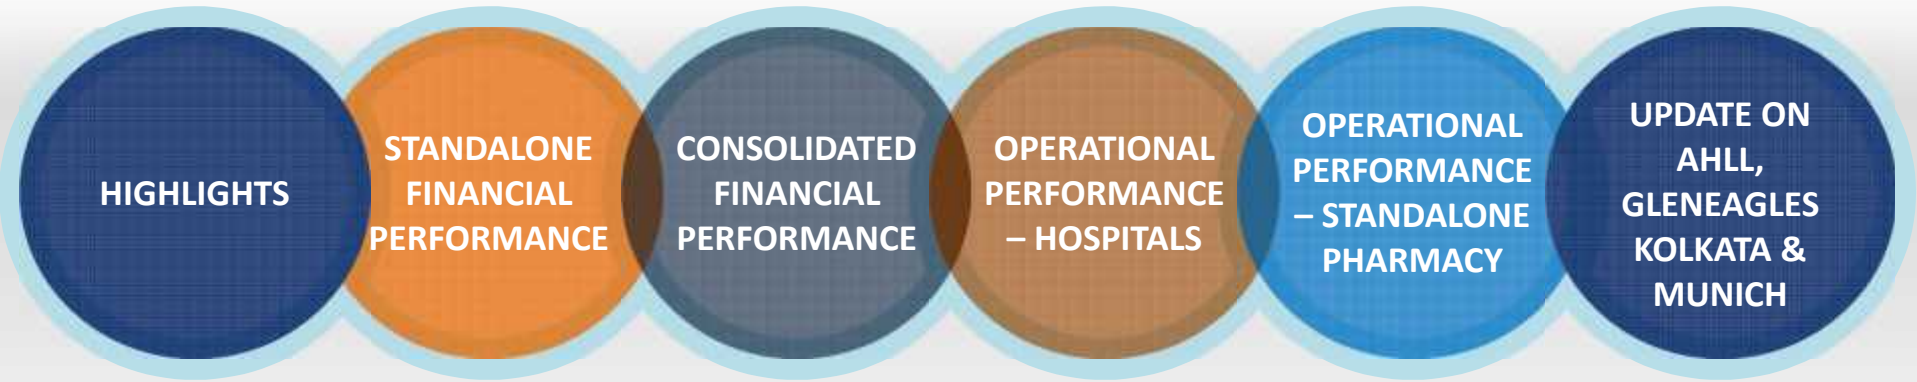 HIGHLIGHTS
STANDALONE
FINANCIAL
PERFORMANCE
CONSOLIDATED
FINANCIAL
PERFORMANCE
OPERATIONAL
PERFORMANCE
– HOSPITALS
OPERATIONAL
PERFORMANCE
– STANDALONE
PHARMACY
UPDATE ON
AHLL,
GLENEAGLES
KOLKATA &
MUNICH